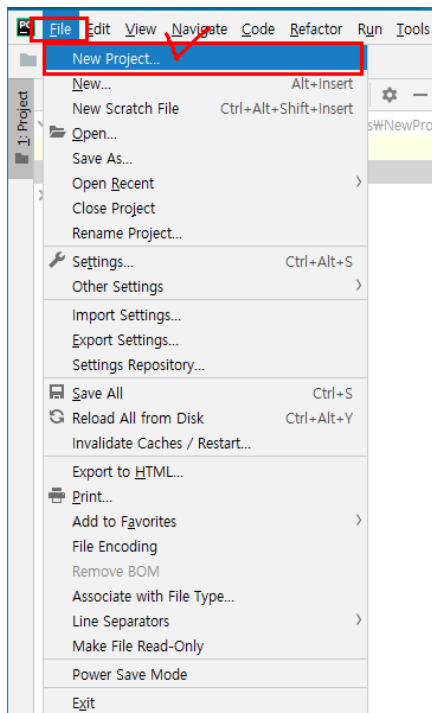 PC File Edit View Navigate Code Refactor Run Tools
New Project...
New... Alt+Insert
1: Project
New Scratch File Ctrl+Alt+Shift+Insert
s₩NewPro
Open...
Save As...
Open Recent
Close Project
Rename Project...
Settings... Ctrl+Alt+S
Other Settings
Import Settings...
Export Settings...
Settings Repository...
Save All Ctrl+S
Reload All from Disk Ctrl+Alt+Y
Invalidate Caches / Restart...
Export to HTML...
Print...
Add to Favorites
File Encoding
Remove BOM
Associate with File Type...
Line Separators
Make File Read-Only
Power Save Mode
Exit